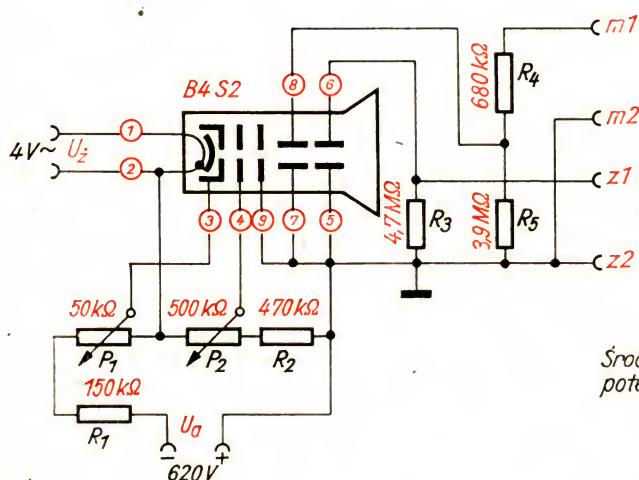 m1
8
6
680 kΩ
R4
B4 S2
m2
1
4V~ Uż
2
z1
3
4
9
7
5
4,7 MΩ
R3
3,9 MΩ
R5
z2
50 kΩ
500 kΩ
470 kΩ
P1
P2
R2
150 kΩ
R1
Ua
− +
620 V
pote